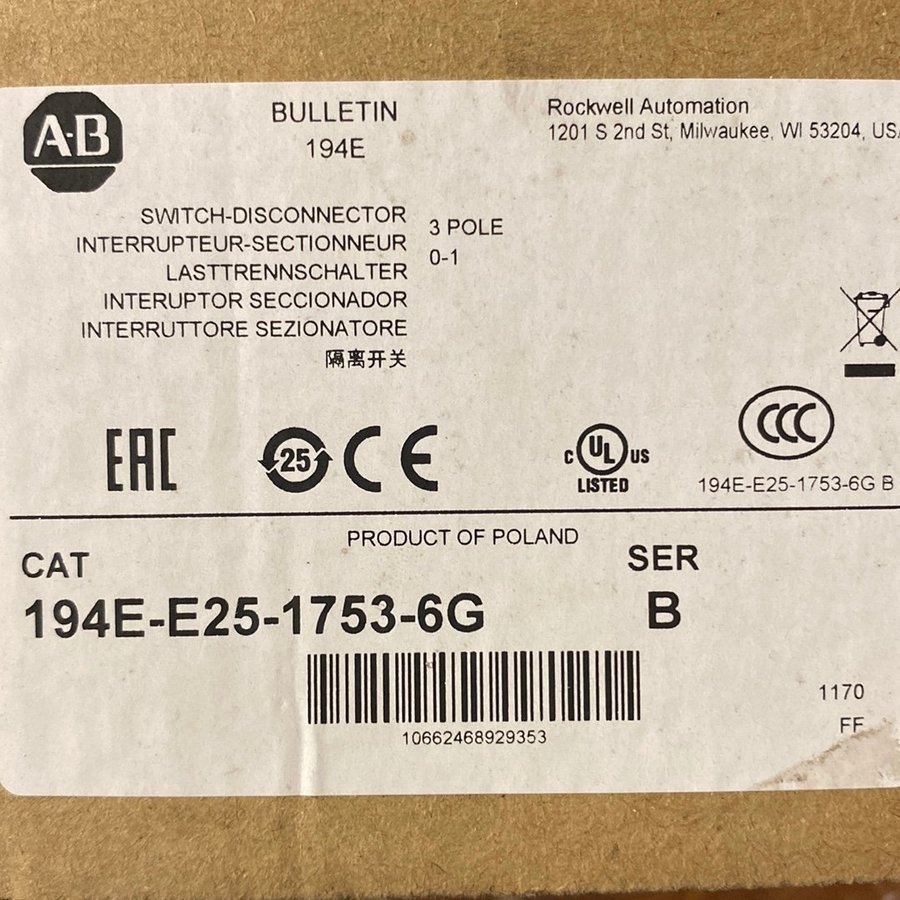 A-B
BULLETIN
194E
Rockwell Automation
1201 S 2nd St, Milwaukee, WI 53204, USA
SWITCH-DISCONNECTOR
INTERRUPTEUR-SECTIONNEUR
LASTTRENNSCHALTER
INTERUPTOR SECCIONADOR
INTERRUTTORE SEZIONATORE
隔离开关
3 POLE
0-1
EAC
25
CE
C UL US
LISTED
CCC
194E-E25-1753-6G B
PRODUCT OF POLAND
CAT
194E-E25-1753-6G
SER
B
10662468929353
1170
FF